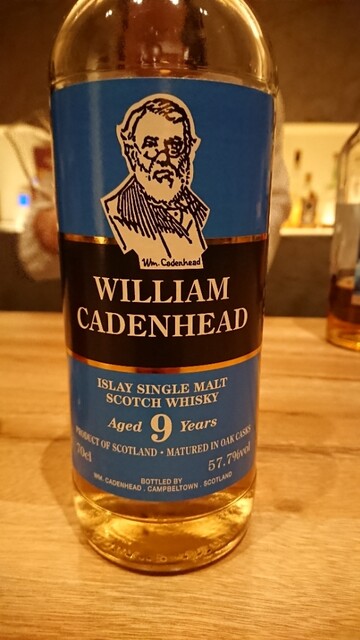 Wm. Cadenhead
WILLIAM
CADENHEAD
ISLAY SINGLE MALT
SCOTCH WHISKY
Aged 9 Years
PRODUCT OF SCOTLAND • MATURED IN OAK CASKS
70cl 57.7%vol
BOTTLED BY
WM. CADENHEAD . CAMPBELTOWN . SCOTLAND